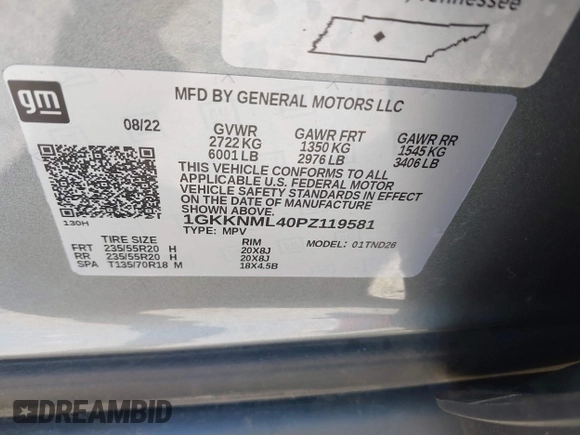 Tennessee
gm
MFD BY GENERAL MOTORS LLC
08/22 GVWR GAWR FRT GAWR RR
2722 KG 1350 KG 1545 KG
6001 LB 2976 LB 3406 LB
THIS VEHICLE CONFORMS TO ALL
APPLICABLE U.S. FEDERAL MOTOR
VEHICLE SAFETY STANDARDS IN EFFECT
ON THE DATE OF MANUFACTURE
SHOWN ABOVE.
1GKKNML40PZ119581
130H TYPE: MPV MODEL: 01TND26
TIRE SIZE RIM
FRT 235/55R20 H 20X8J
RR 235/55R20 H 20X8J
SPA T135/70R18 M 18X4.5B
DREAMBID